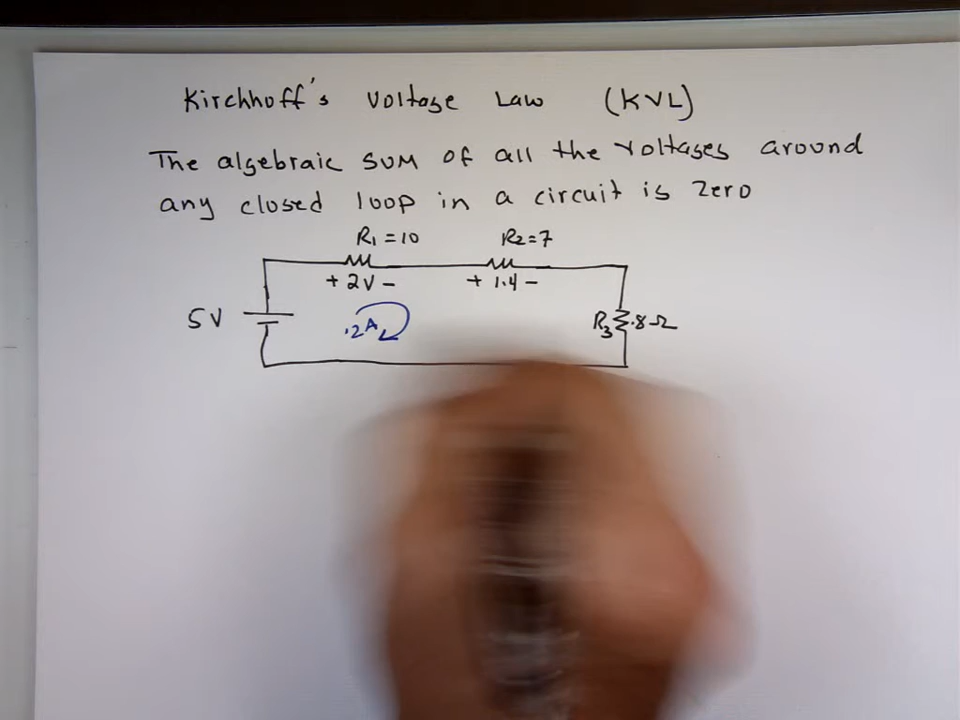 Kirchhoff's voltage Law (KVL)
The algebraic sum of all the voltages around
any closed loop in a circuit is zero
R1 = 10 R2 = 7
+ 2V - + 1.4 -
5V .2A R3 .8Ω